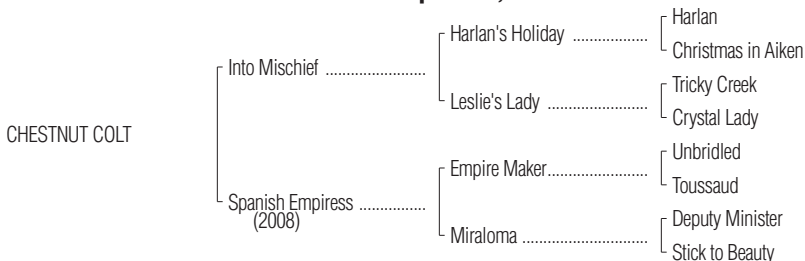 Harlan
Harlan's Holiday ..................
Christmas in Aiken
Into Mischief ........................
Tricky Creek
Leslie's Lady ........................
Crystal Lady
CHESTNUT COLT
Unbridled
Empire Maker........................
Toussaud
Spanish Empiress ................
(2008)
Deputy Minister
Miraloma ..............................
Stick to Beauty